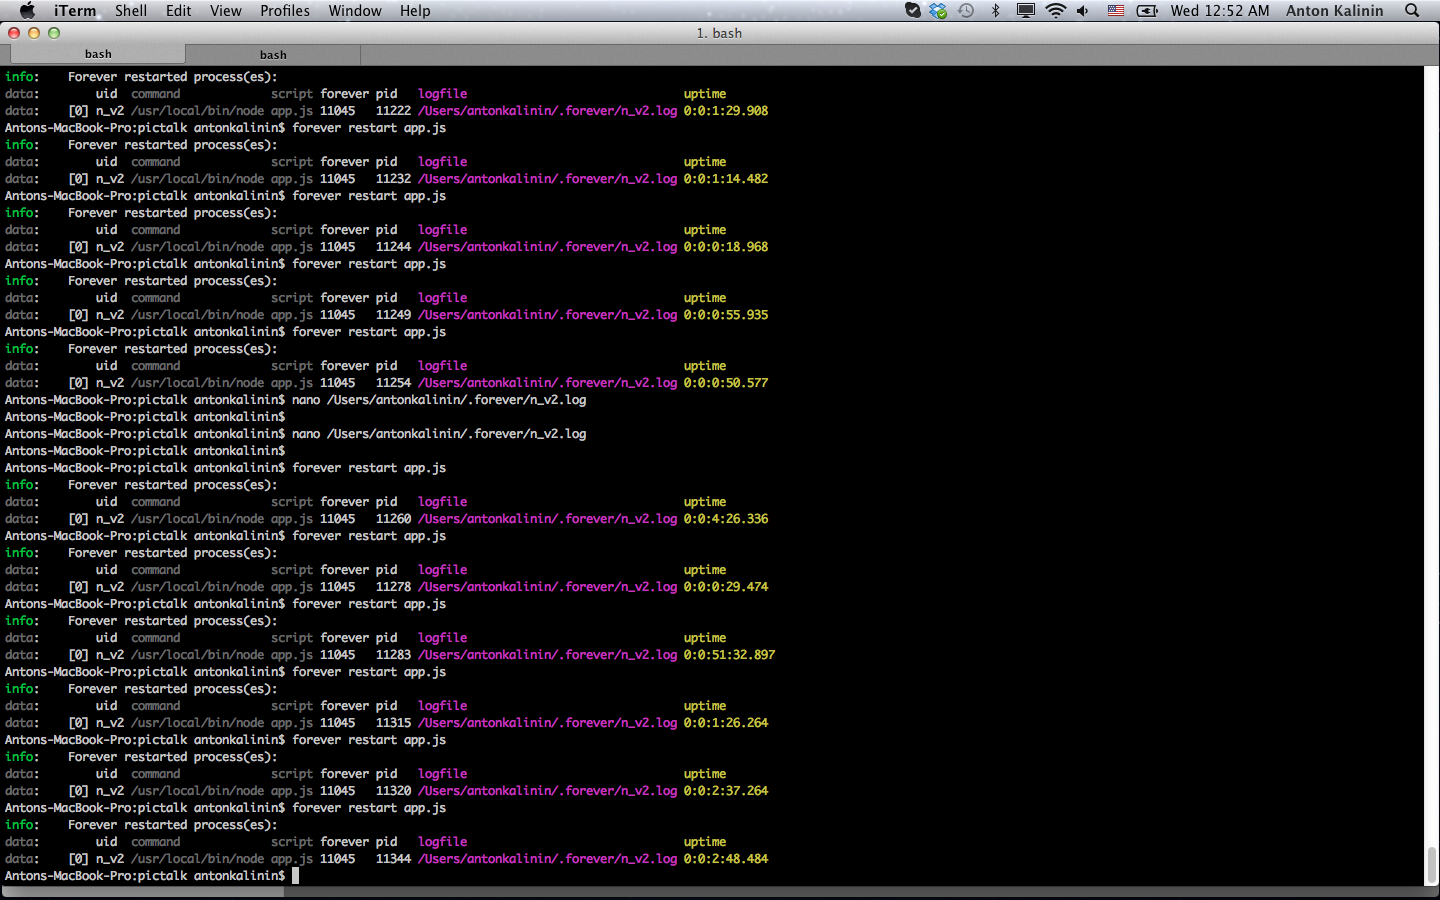 iTerm Shell Edit View Profiles Window Help Wed 12:52 AM Anton Kalinin
1. bash
bash bash
info: Forever restarted process(es):
data: uid command script forever pid logfile uptime
data: [0] n_v2 /usr/local/bin/node app.js 11045 11222 /Users/antonkalinin/.forever/n_v2.log 0:0:1:29.908
Antons-MacBook-Pro:pictalk antonkalinin$ forever restart app.js
info: Forever restarted process(es):
data: uid command script forever pid logfile uptime
data: [0] n_v2 /usr/local/bin/node app.js 11045 11232 /Users/antonkalinin/.forever/n_v2.log 0:0:1:14.482
Antons-MacBook-Pro:pictalk antonkalinin$ forever restart app.js
info: Forever restarted process(es):
data: uid command script forever pid logfile uptime
data: [0] n_v2 /usr/local/bin/node app.js 11045 11244 /Users/antonkalinin/.forever/n_v2.log 0:0:0:18.968
Antons-MacBook-Pro:pictalk antonkalinin$ forever restart app.js
info: Forever restarted process(es):
data: uid command script forever pid logfile uptime
data: [0] n_v2 /usr/local/bin/node app.js 11045 11249 /Users/antonkalinin/.forever/n_v2.log 0:0:0:55.935
Antons-MacBook-Pro:pictalk antonkalinin$ forever restart app.js
info: Forever restarted process(es):
data: uid command script forever pid logfile uptime
data: [0] n_v2 /usr/local/bin/node app.js 11045 11254 /Users/antonkalinin/.forever/n_v2.log 0:0:0:50.577
Antons-MacBook-Pro:pictalk antonkalinin$ nano /Users/antonkalinin/.forever/n_v2.log
Antons-MacBook-Pro:pictalk antonkalinin$
Antons-MacBook-Pro:pictalk antonkalinin$ nano /Users/antonkalinin/.forever/n_v2.log
Antons-MacBook-Pro:pictalk antonkalinin$
Antons-MacBook-Pro:pictalk antonkalinin$ forever restart app.js
info: Forever restarted process(es):
data: uid command script forever pid logfile uptime
data: [0] n_v2 /usr/local/bin/node app.js 11045 11260 /Users/antonkalinin/.forever/n_v2.log 0:0:4:26.336
Antons-MacBook-Pro:pictalk antonkalinin$ forever restart app.js
info: Forever restarted process(es):
data: uid command script forever pid logfile uptime
data: [0] n_v2 /usr/local/bin/node app.js 11045 11278 /Users/antonkalinin/.forever/n_v2.log 0:0:0:29.474
Antons-MacBook-Pro:pictalk antonkalinin$ forever restart app.js
info: Forever restarted process(es):
data: uid command script forever pid logfile uptime
data: [0] n_v2 /usr/local/bin/node app.js 11045 11283 /Users/antonkalinin/.forever/n_v2.log 0:0:51:32.897
Antons-MacBook-Pro:pictalk antonkalinin$ forever restart app.js
info: Forever restarted process(es):
data: uid command script forever pid logfile uptime
data: [0] n_v2 /usr/local/bin/node app.js 11045 11315 /Users/antonkalinin/.forever/n_v2.log 0:0:1:26.264
Antons-MacBook-Pro:pictalk antonkalinin$ forever restart app.js
info: Forever restarted process(es):
data: uid command script forever pid logfile uptime
data: [0] n_v2 /usr/local/bin/node app.js 11045 11320 /Users/antonkalinin/.forever/n_v2.log 0:0:2:37.264
Antons-MacBook-Pro:pictalk antonkalinin$ forever restart app.js
info: Forever restarted process(es):
data: uid command script forever pid logfile uptime
data: [0] n_v2 /usr/local/bin/node app.js 11045 11344 /Users/antonkalinin/.forever/n_v2.log 0:0:2:48.484
Antons-MacBook-Pro:pictalk antonkalinin$